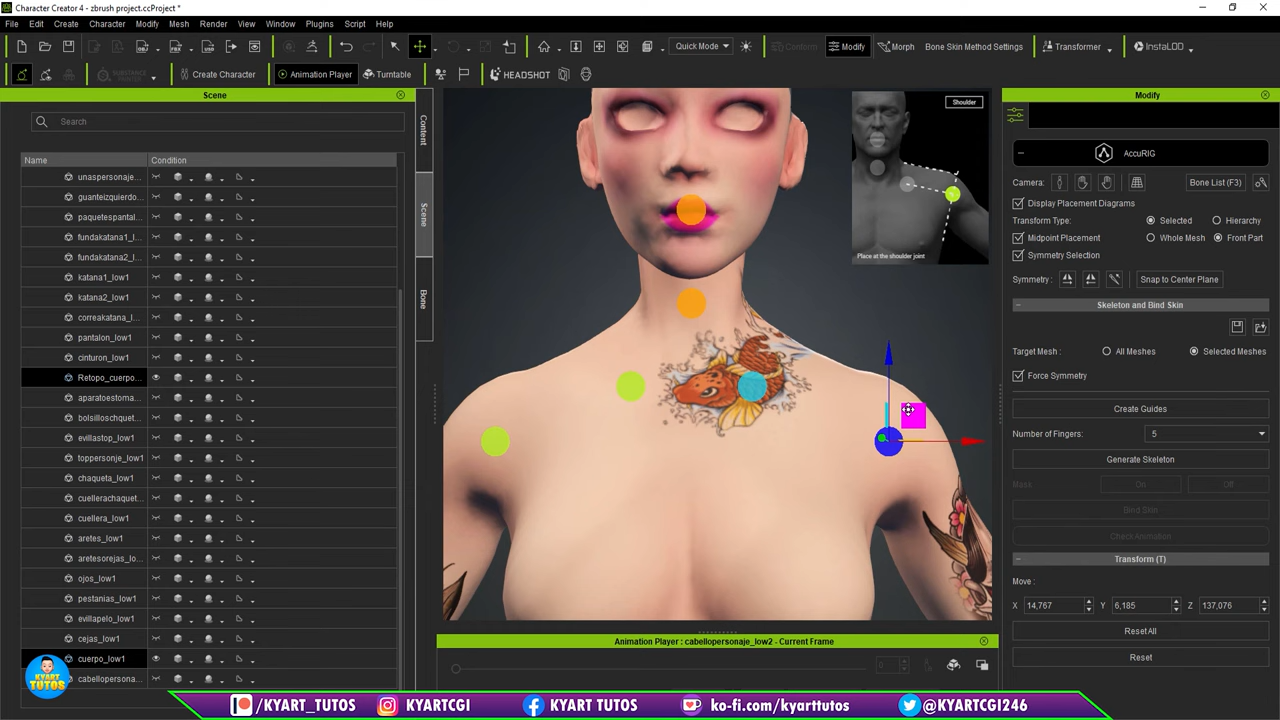 Character Creator 4 - zbrush project.ccProject *
File Edit Create Character Modify Mesh Render Window Plugins Script Help
Quick Mode Conform Modify Morph Bone Skin Method Settings Transformer InstaLOD
Create Character Animation Player Turntable HEADSHOT
Scene
Search
Name Condition
unaspersonaje...
guanteizquierdo...
paquetespantal...
fundakatana1_l...
fundakatana2_l...
katana1_low1
katana2_low1
correakatana_lo...
pantalon_low1
cinturon_low1
Retopo_cuerpo...
aparatoestoma...
bolsilloschquet...
evillastop_low1
toppersonje_low1
chaqueta_low1
cuellerachaquet...
cuellera_low1
aretes_low1
aretesorejas_lo...
ojos_low1
pestanias_low1
evillapelo_low1
cejas_low1
cuerpo_low1
cabellopersona...
Content
Scene
Bone
Shoulder
Place at the shoulder joint
Animation Player : cabellopersonaje_low2 - Current Frame
0
Modify
AccuRIG
Camera: Bone List (F3)
Display Placement Diagrams
Transform Type: Selected Hierarchy
Midpoint Placement Whole Mesh Front Part
Symmetry Selection
Symmetry: Snap to Center Plane
Skeleton and Bind Skin
Target Mesh : All Meshes Selected Meshes
Force Symmetry
Create Guides
Number of Fingers: 5
Generate Skeleton
Mask On Off
Bind Skin
Check Animation
Transform (T)
Move :
X 14,767 Y 6,185 Z 137,076
Reset All
Reset
KYART
TUTOS
/KYART_TUTOS KYARTCGI KYART TUTOS ko-fi.com/kyarttutos @KYARTCGI246